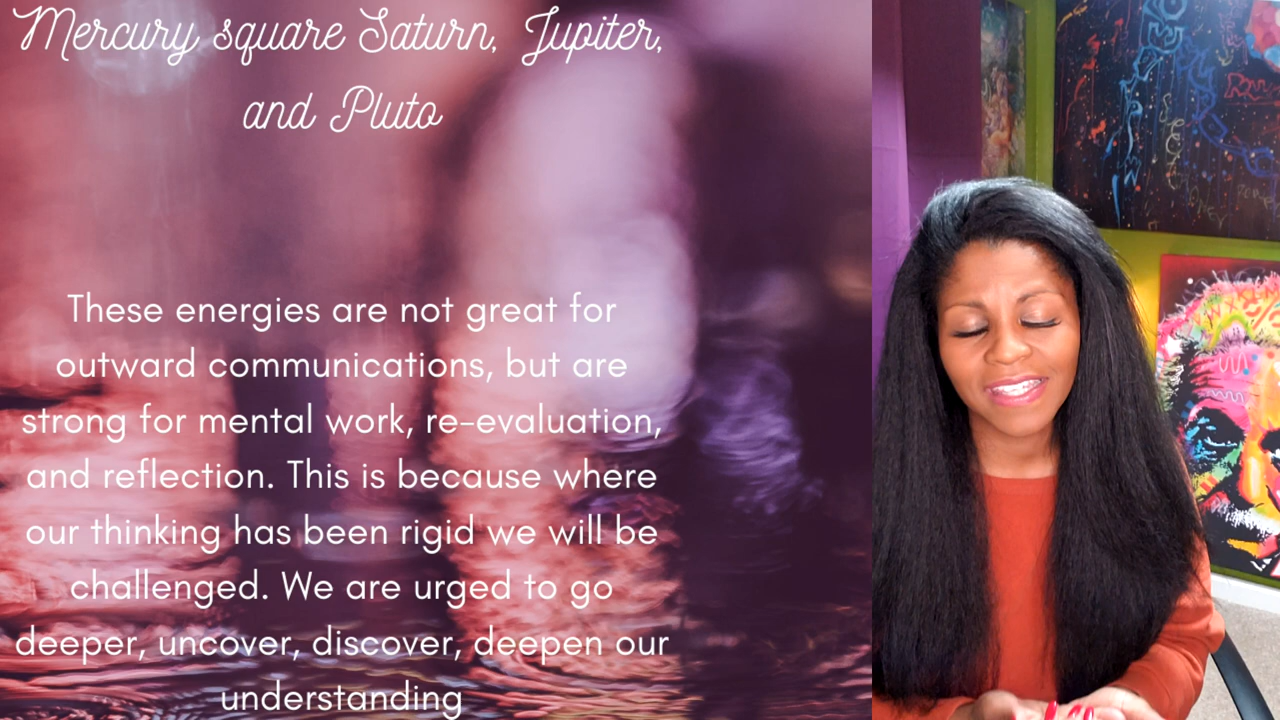 Mercury square Saturn, Jupiter,
and Pluto
These energies are not great for
outward communications, but are
strong for mental work, re-evaluation,
and reflection. This is because where
our thinking has been rigid we will be
challenged. We are urged to go
deeper, uncover, discover, deepen our
understanding